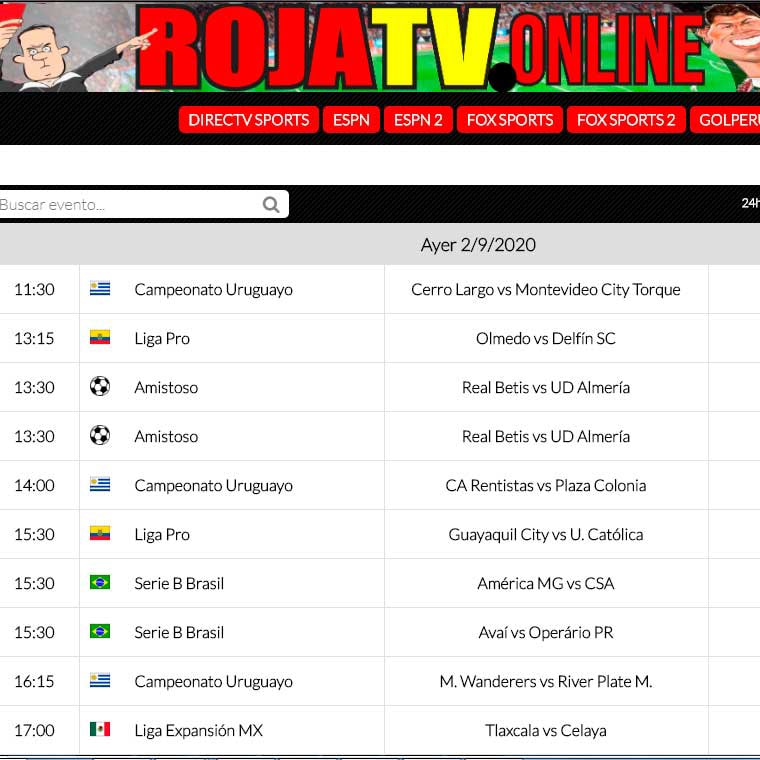 ROJATV.ONLINE
DIRECTV SPORTS ESPN ESPN 2 FOX SPORTS FOX SPORTS 2 GOLPERU
Buscar evento... 24h
Ayer 2/9/2020
11:30 Campeonato Uruguayo Cerro Largo vs Montevideo City Torque
13:15 Liga Pro Olmedo vs Delfín SC
13:30 Amistoso Real Betis vs UD Almería
13:30 Amistoso Real Betis vs UD Almería
14:00 Campeonato Uruguayo CA Rentistas vs Plaza Colonia
15:30 Liga Pro Guayaquil City vs U. Católica
15:30 Serie B Brasil América MG vs CSA
15:30 Serie B Brasil Avaí vs Operário PR
16:15 Campeonato Uruguayo M. Wanderers vs River Plate M.
17:00 Liga Expansión MX Tlaxcala vs Celaya